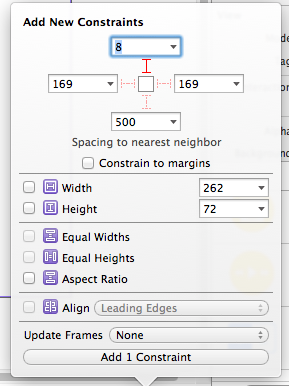 Add New Constraints
8
169 169
500
Spacing to nearest neighbor
Constrain to margins
Width 262
Height 72
Equal Widths
Equal Heights
Aspect Ratio
Align Leading Edges
Update Frames None
Add 1 Constraint